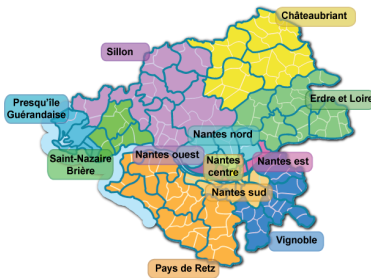 Châteaubriant
Sillon
Presqu'île
Guérandaise
Erdre et Loire
Nantes nord
Saint-Nazaire
Brière
Nantes ouest
Nantes
centre
Nantes est
Nantes sud
Vignoble
Pays de Retz